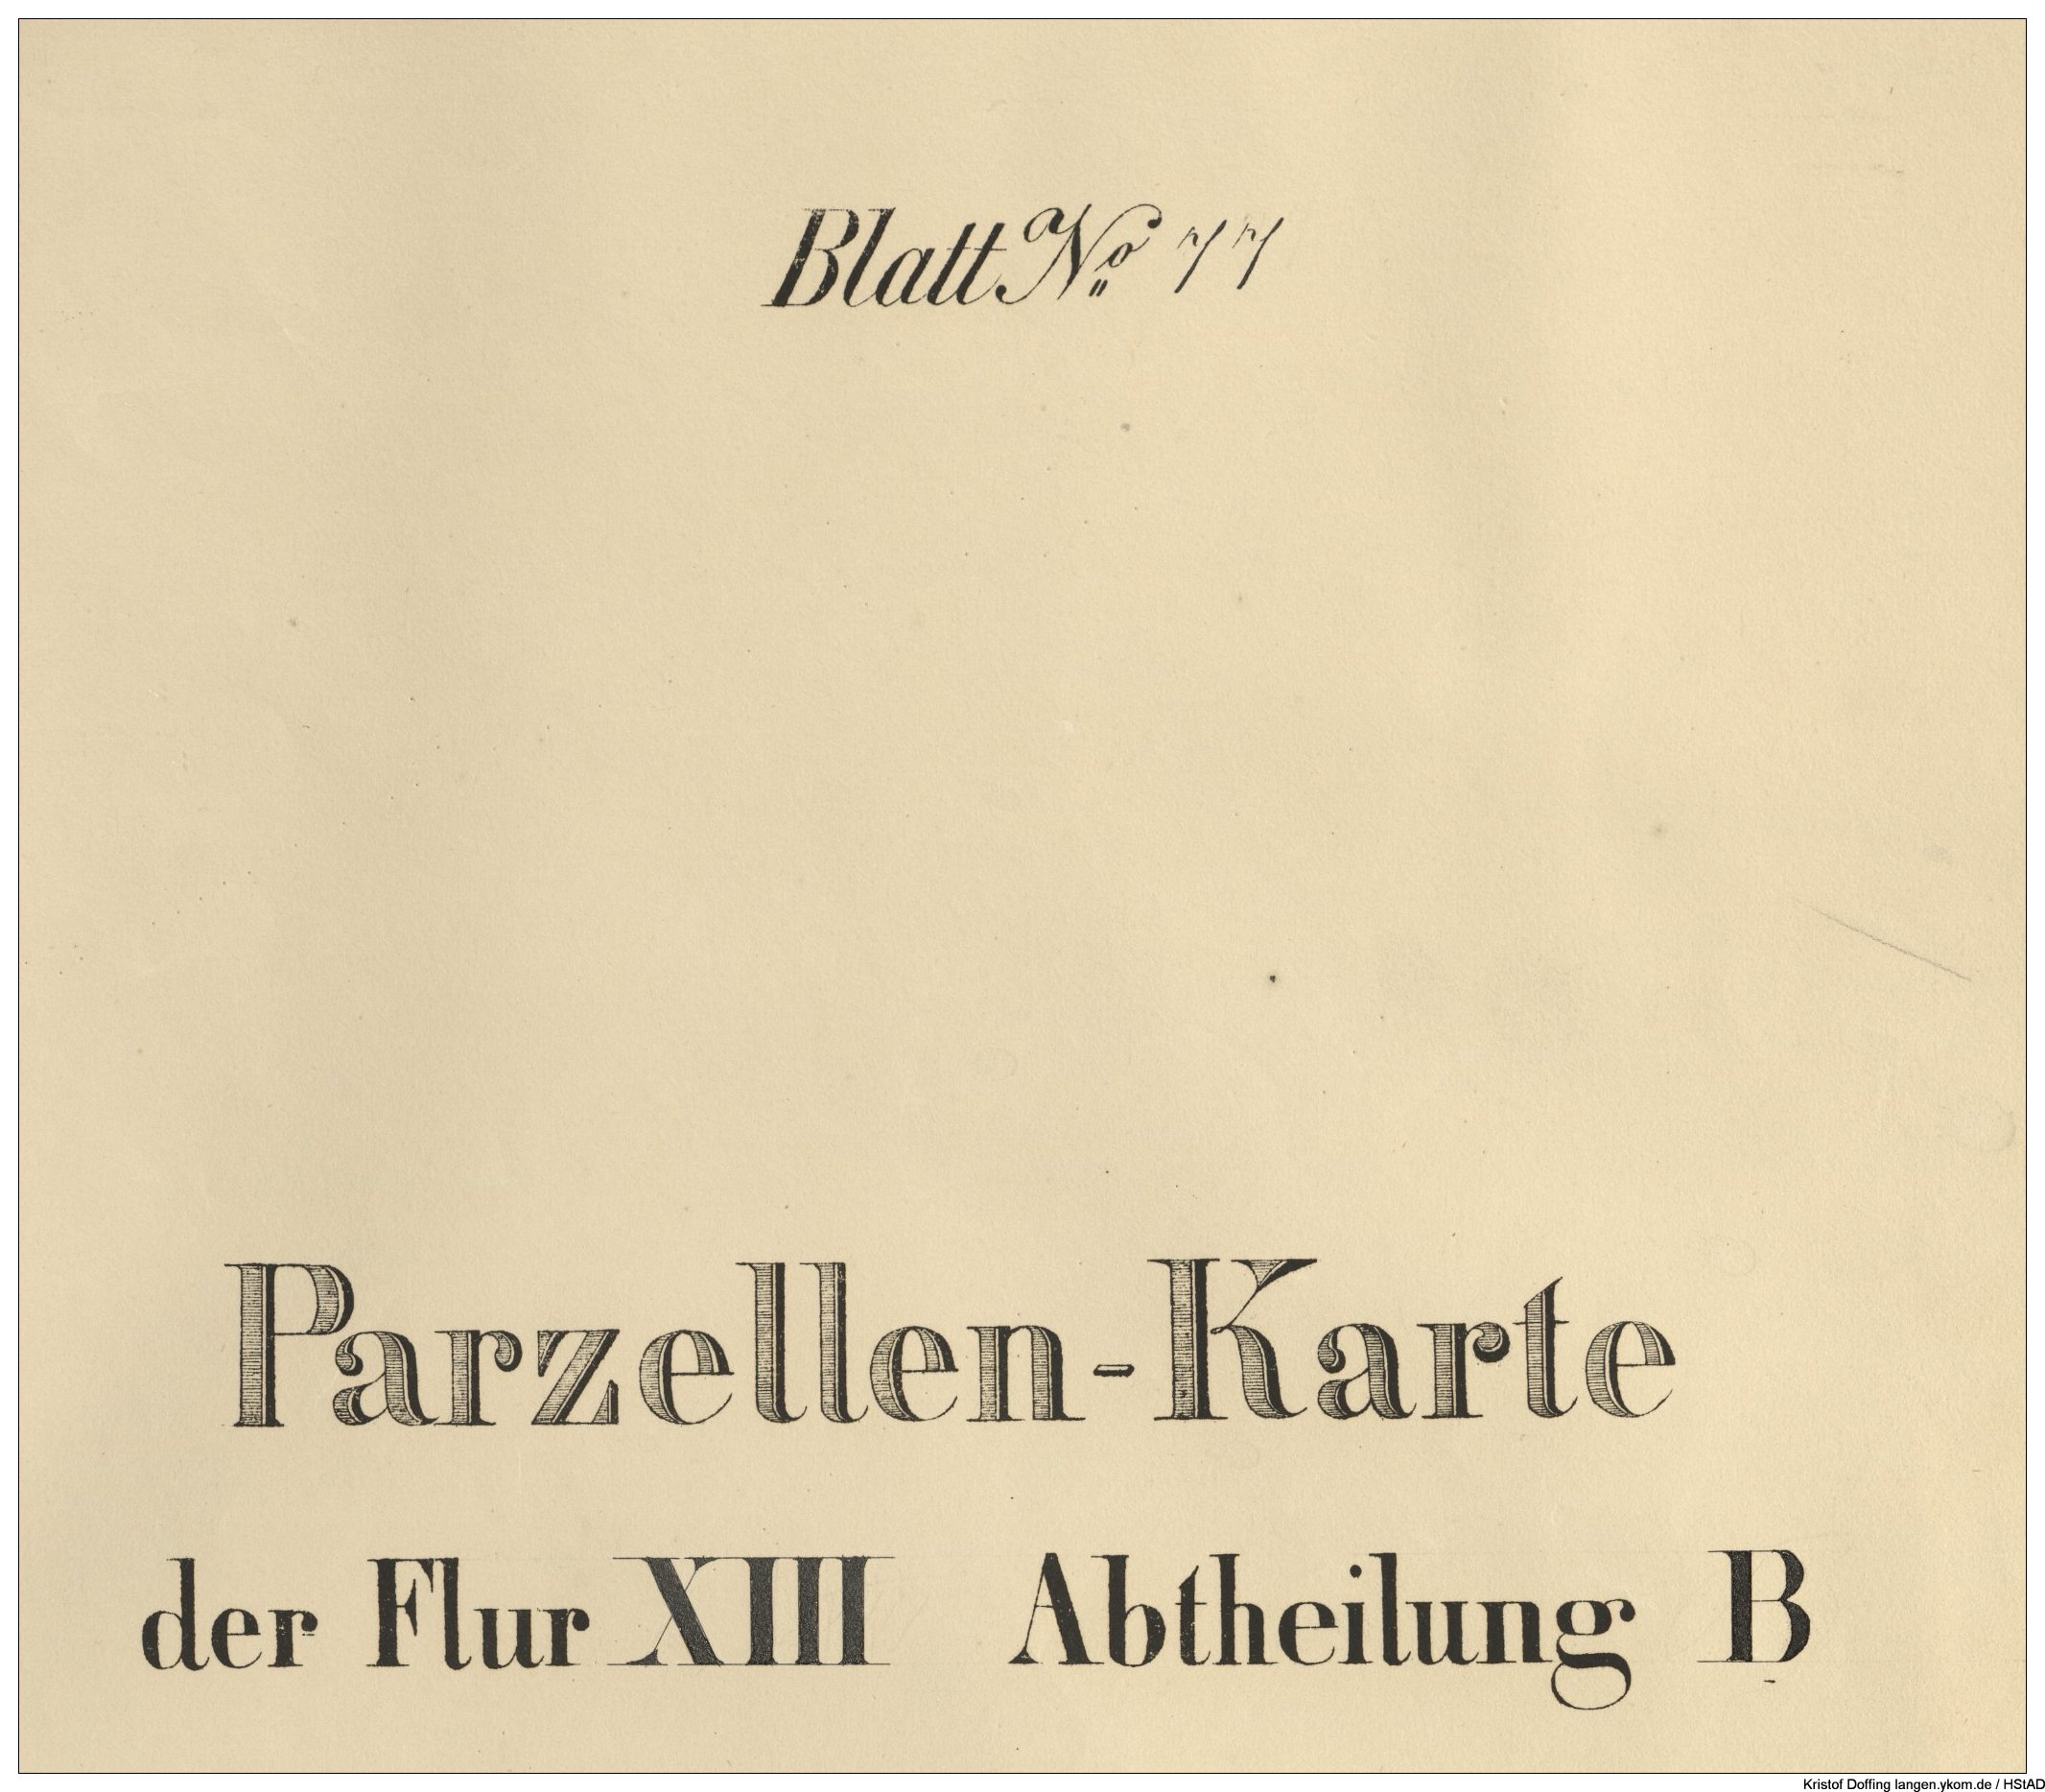 Blatt No. 77
Parzellen-Karte
der Flur XIII Abtheilung B
Kristof Doffing langen.ykom.de / HStAD